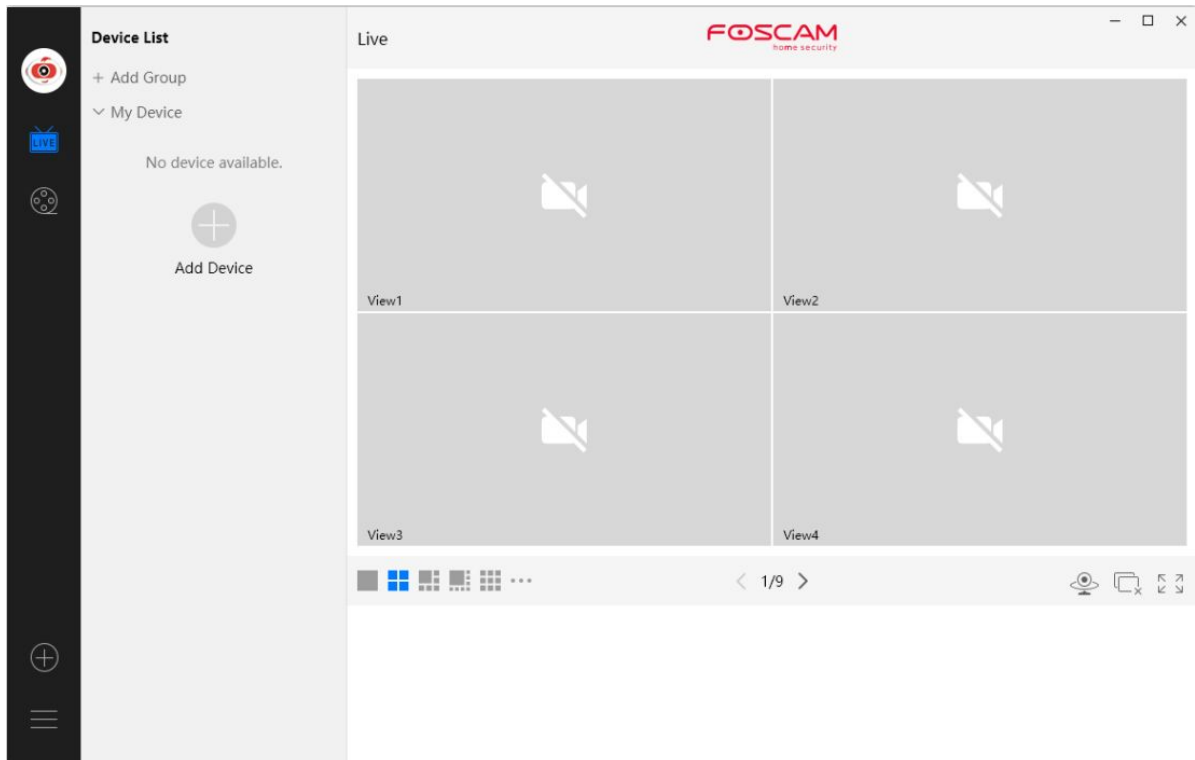 Device List
+ Add Group
My Device
No device available.
Add Device
LIVE
Live
FOSCAM
home security
View1
View2
View3
View4
1/9